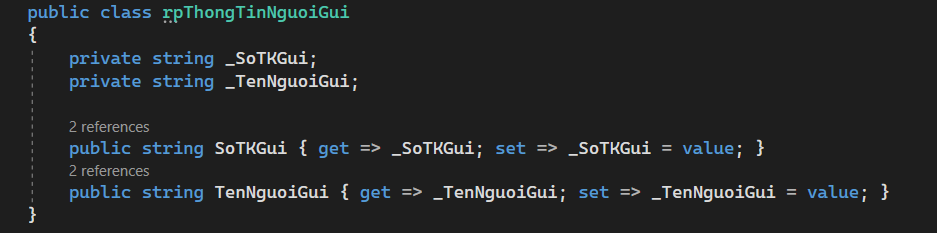 public class rpThongTinNguoiGui
{
private string _SoTKGui;
private string _TenNguoiGui;
2 references
public string SoTKGui { get => _SoTKGui; set => _SoTKGui = value; }
2 references
public string TenNguoiGui { get => _TenNguoiGui; set => _TenNguoiGui = value; }
}